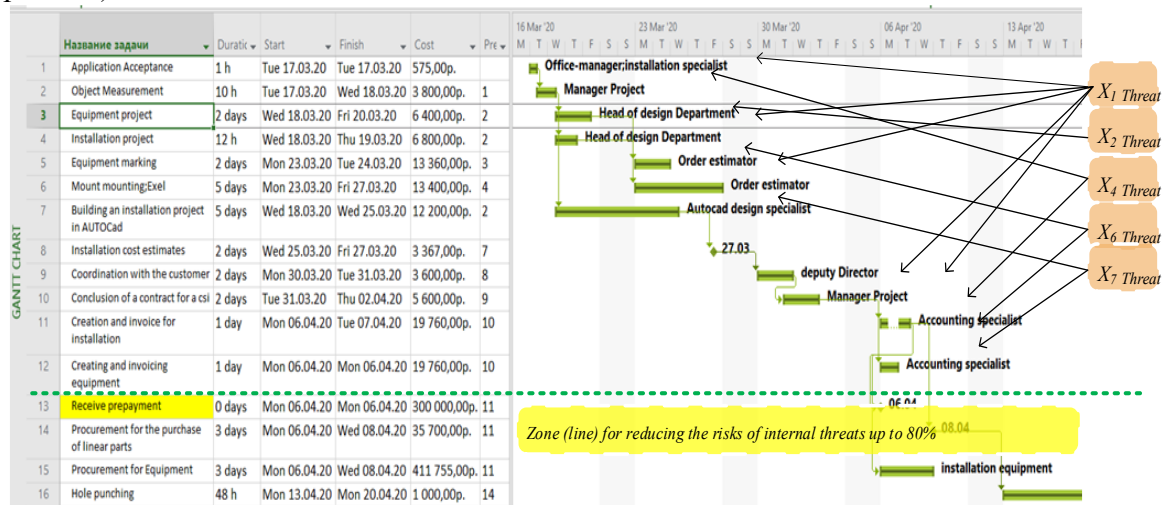 16 Mar '20 23 Mar '20 30 Mar '20 06 Apr '20 13 Apr '20
Название задачи Duratic Start Finish Cost Pre M T W T F S S M T W T F S S M T W T F S S M T W T F S S M T W T
1 Application Acceptance 1 h Tue 17.03.20 Tue 17.03.20 575,00р. Office-manager;installation specialist
X1 Threat
2 Object Measurement 10 h Tue 17.03.20 Wed 18.03.20 3 800,00р. 1 Manager Project
3 Equipment project 2 days Wed 18.03.20 Fri 20.03.20 6 400,00р. 2 Head of design Department
X2 Threat
4 Installation project 12 h Wed 18.03.20 Thu 19.03.20 6 800,00р. 2 Head of design Department
5 Equipment marking 2 days Mon 23.03.20 Tue 24.03.20 13 360,00р. 3 Order estimator
X4 Threat
6 Mount mounting;Exel 5 days Mon 23.03.20 Fri 27.03.20 13 400,00р. 4 Order estimator
7 Building an installation project 5 days Wed 18.03.20 Wed 25.03.20 12 200,00р. 2 Autocad design specialist
in AUTOCad
X6 Threat
8 Installation cost estimates 2 days Wed 25.03.20 Fri 27.03.20 3 367,00р. 7 27.03
9 Coordination with the customer 2 days Mon 30.03.20 Tue 31.03.20 3 600,00р. 8 deputy Director
X7 Threat
10 Conclusion of a contract for a csi 2 days Tue 31.03.20 Thu 02.04.20 5 600,00р. 9 Manager Project
11 Creation and invoice for 1 day Mon 06.04.20 Tue 07.04.20 19 760,00р. 10 Accounting specialist
installation
12 Creating and invoicing 1 day Mon 06.04.20 Mon 06.04.20 19 760,00р. 10 Accounting specialist
equipment
13 Receive prepayment 0 days Mon 06.04.20 Mon 06.04.20 300 000,00р. 11 06.04
14 Procurement for the purchase 3 days Mon 06.04.20 Wed 08.04.20 35 700,00р. 11 08.04
of linear parts
Zone (line) for reducing the risks of internal threats up to 80%
15 Procurement for Equipment 3 days Mon 06.04.20 Wed 08.04.20 411 755,00р. 11 installation equipment
16 Hole punching 48 h Mon 13.04.20 Mon 20.04.20 1 000,00р. 14
GANTT CHART